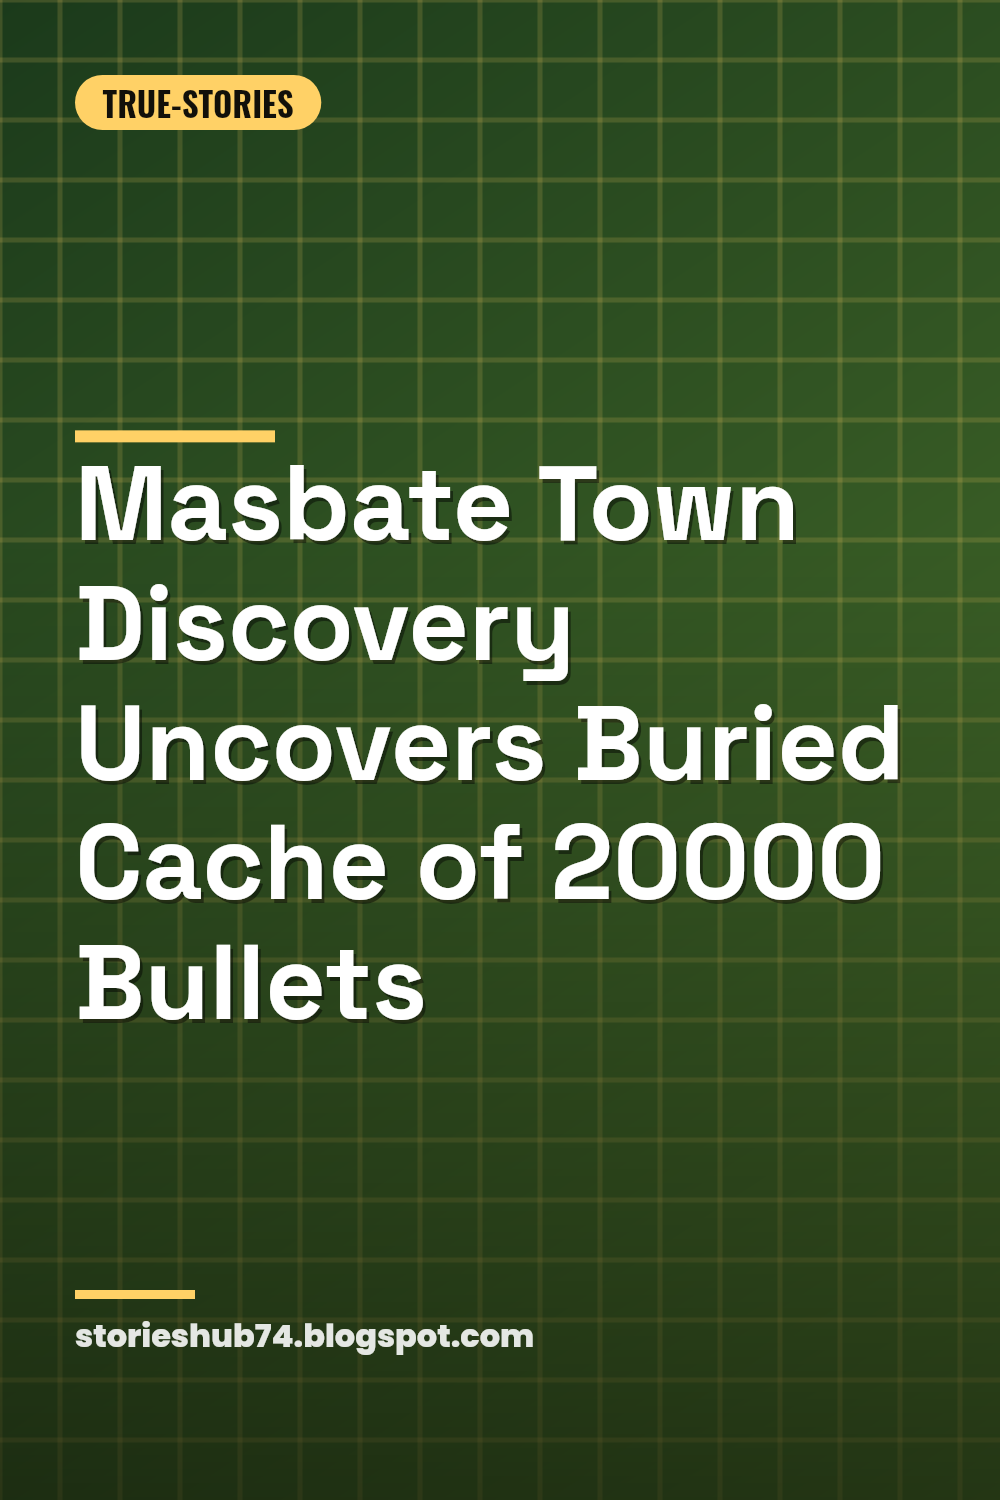 TRUE-STORIES
Masbate Town
Discovery
Uncovers Buried
Cache of 20000
Bullets
storieshub74.blogspot.com